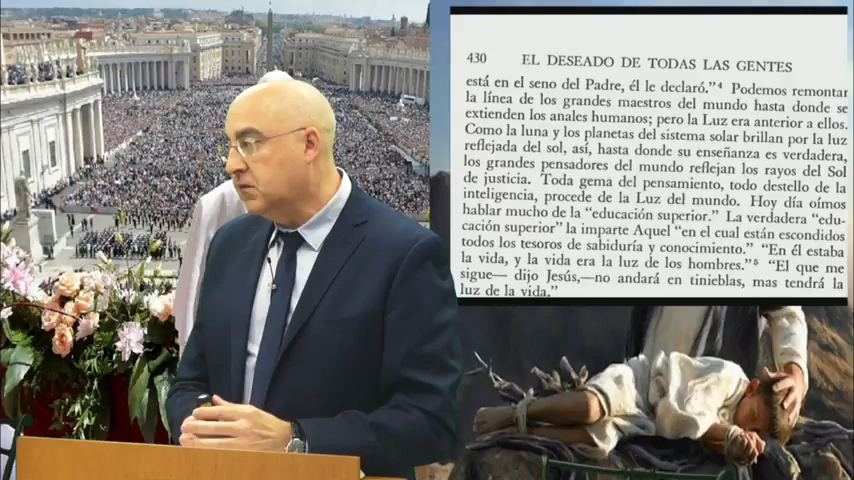 430 EL DESEADO DE TODAS LAS GENTES
está en el seno del Padre, él le declaró."⁴ Podemos remontar
la línea de los grandes maestros del mundo hasta donde se
extienden los anales humanos; pero la Luz era anterior a ellos.
Como la luna y los planetas del sistema solar brillan por la luz
reflejada del sol, así, hasta donde su enseñanza es verdadera,
los grandes pensadores del mundo reflejan los rayos del Sol
de justicia. Toda gema del pensamiento, todo destello de la
inteligencia, procede de la Luz del mundo. Hoy día oímos
hablar mucho de la "educación superior." La verdadera "edu-
cación superior" la imparte Aquel "en el cual están escondidos
todos los tesoros de sabiduría y conocimiento." "En él estaba
la vida, y la vida era la luz de los hombres."⁵ "El que me
sigue— dijo Jesús,—no andará en tinieblas, mas tendrá la
luz de la vida."